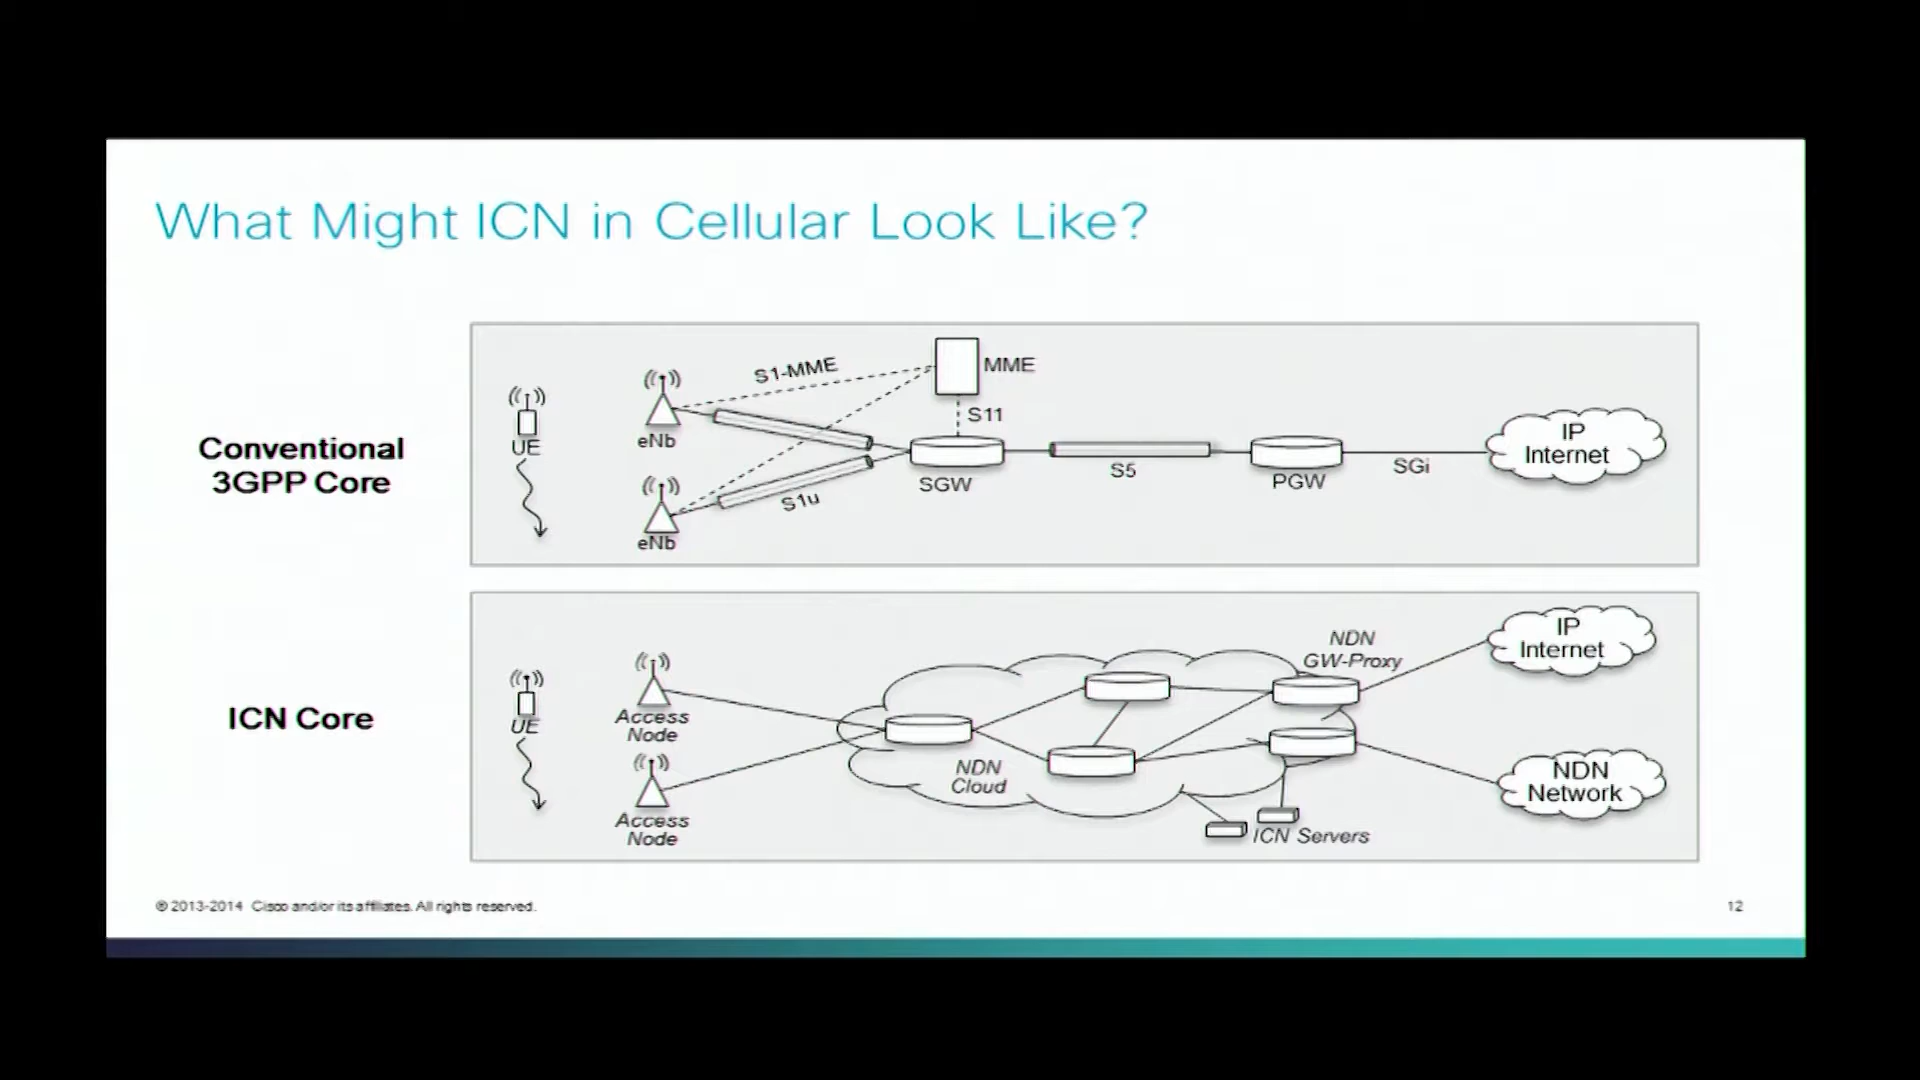 What Might ICN in Cellular Look Like?
Conventional
3GPP Core
UE
eNb
eNb
S1-MME
S1u
MME
S11
SGW
S5
PGW
SGi
IP
Internet
ICN Core
UE
Access
Node
Access
Node
NDN
Cloud
NDN
GW-Proxy
ICN Servers
IP
Internet
NDN
Network
© 2013-2014 Cisco and/or its affiliates. All rights reserved.
12